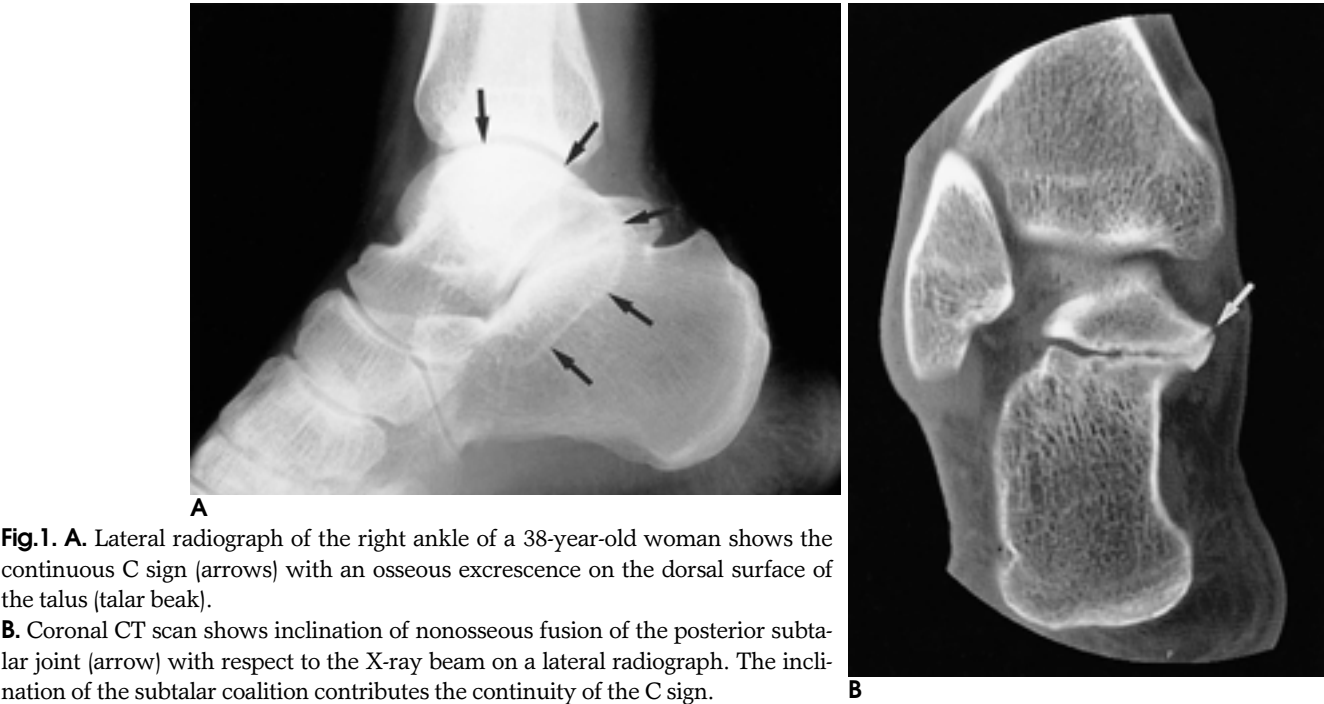 A
B
Fig.1. A. Lateral radiograph of the right ankle of a 38-year-old woman shows the
continuous C sign (arrows) with an osseous excrescence on the dorsal surface of
the talus (talar beak).
B. Coronal CT scan shows inclination of nonosseous fusion of the posterior subta-
lar joint (arrow) with respect to the X-ray beam on a lateral radiograph. The incli-
nation of the subtalar coalition contributes the continuity of the C sign.